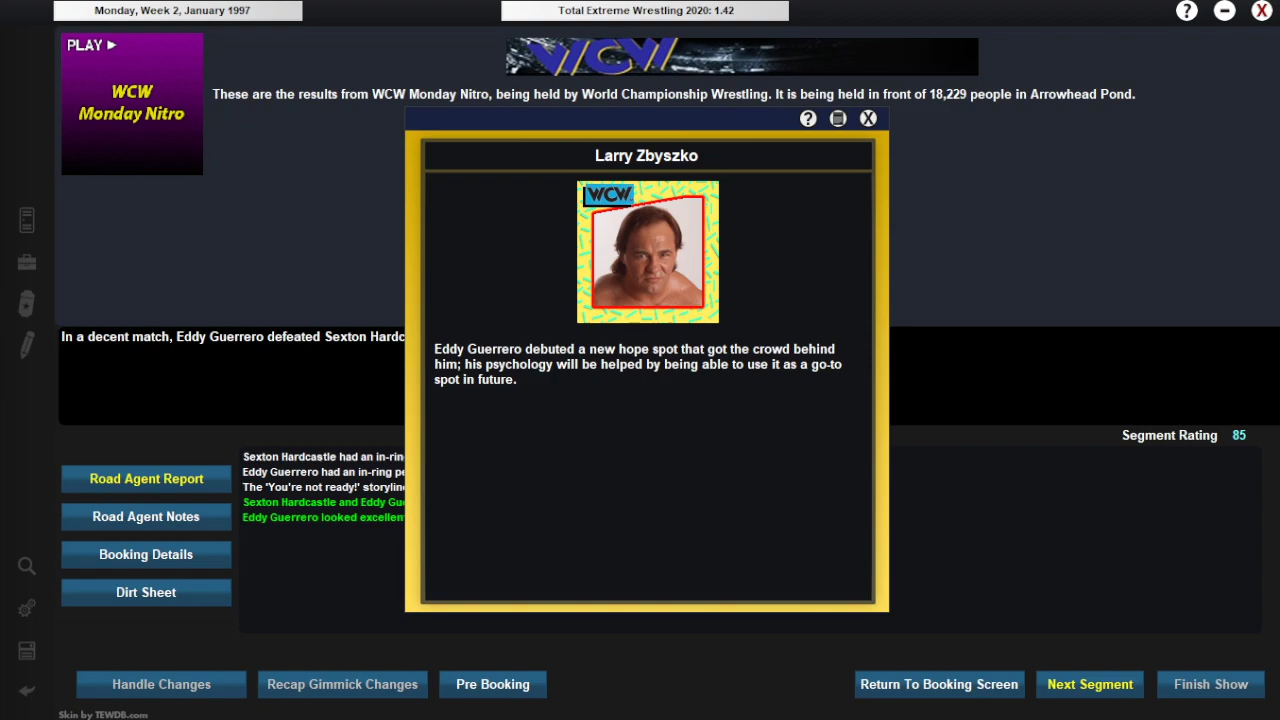 Monday, Week 2, January 1997
Total Extreme Wrestling 2020: 1.42
? X
PLAY
WCW
Monday Nitro
WCW
These are the results from WCW Monday Nitro, being held by World Championship Wrestling. It is being held in front of 18,229 people in Arrowhead Pond.
? X
Larry Zbyszko
WCW
Eddy Guerrero debuted a new hope spot that got the crowd behind
him; his psychology will be helped by being able to use it as a go-to
spot in future.
In a decent match, Eddy Guerrero defeated Sexton Hardc
Segment Rating 85
Road Agent Report
Road Agent Notes
Booking Details
Dirt Sheet
Sexton Hardcastle had an in-rin
Eddy Guerrero had an in-ring pe
The 'You're not ready!' storylin
Sexton Hardcastle and Eddy Gue
Eddy Guerrero looked excellen
Handle Changes
Recap Gimmick Changes
Pre Booking
Return To Booking Screen
Next Segment
Finish Show
Skin by TEWDB.com